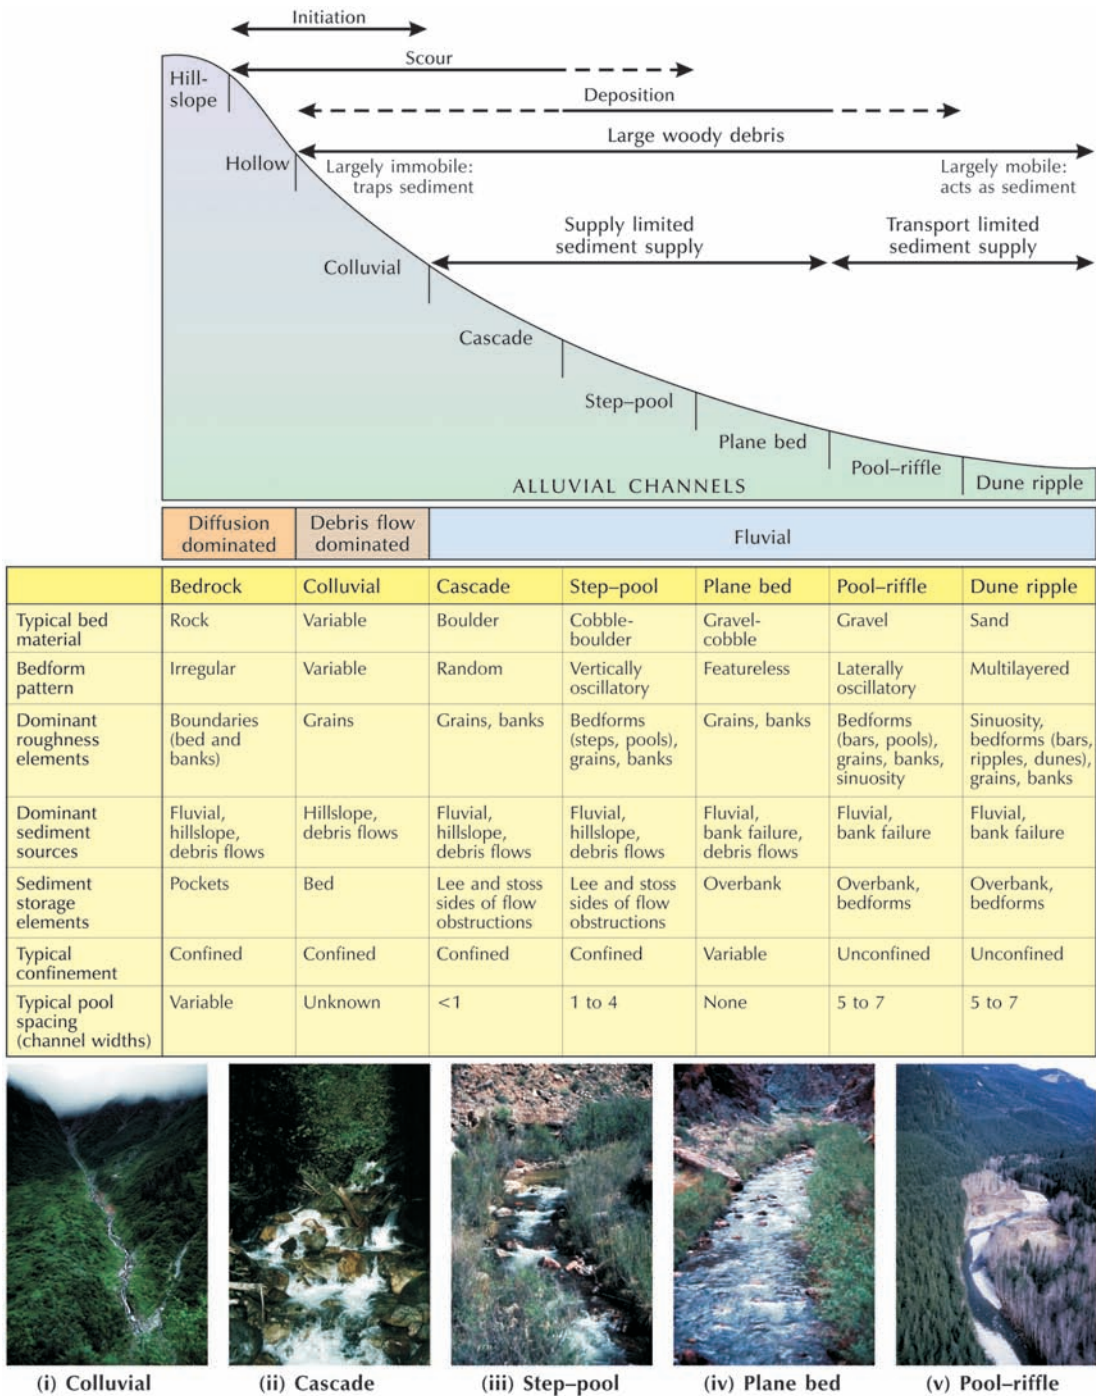 Initiation
Scour
Deposition
Large woody debris
Largely immobile:
traps sediment
Largely mobile:
acts as sediment
Supply limited
sediment supply
Transport limited
sediment supply
Hill-
slope
Hollow
Colluvial
Cascade
Step–pool
Plane bed
Pool–riffle
Dune ripple
ALLUVIAL CHANNELS
Diffusion
dominated
Debris flow
dominated
Fluvial
Bedrock
Colluvial
Cascade
Step–pool
Plane bed
Pool–riffle
Dune ripple
Typical bed
material
Rock
Variable
Boulder
Cobble-
boulder
Gravel-
cobble
Gravel
Sand
Bedform
pattern
Irregular
Variable
Random
Vertically
oscillatory
Featureless
Laterally
oscillatory
Multilayered
Dominant
roughness
elements
Boundaries
(bed and
banks)
Grains
Grains, banks
Bedforms
(steps, pools),
grains, banks
Grains, banks
Bedforms
(bars, pools),
grains, banks,
sinuosity
Sinuosity,
bedforms (bars,
ripples, dunes),
grains, banks
Dominant
sediment
sources
Fluvial,
hillslope,
debris flows
Hillslope,
debris flows
Fluvial,
hillslope,
debris flows
Fluvial,
hillslope,
debris flows
Fluvial,
bank failure,
debris flows
Fluvial,
bank failure
Fluvial,
bank failure
Sediment
storage
elements
Pockets
Bed
Lee and stoss
sides of flow
obstructions
Lee and stoss
sides of flow
obstructions
Overbank
Overbank,
bedforms
Overbank,
bedforms
Typical
confinement
Confined
Confined
Confined
Confined
Variable
Unconfined
Unconfined
Typical pool
spacing
(channel widths)
Variable
Unknown
<1
1 to 4
None
5 to 7
5 to 7
(i) Colluvial
(ii) Cascade
(iii) Step–pool
(iv) Plane bed
(v) Pool–riffle